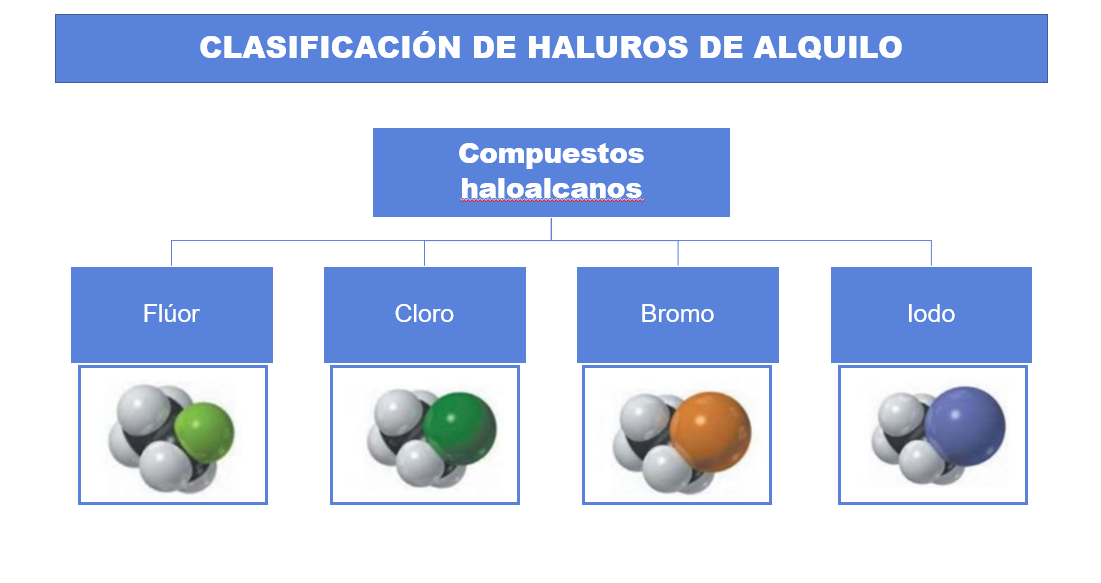 CLASIFICACIÓN DE HALUROS DE ALQUILO
Compuestos
haloalcanos
Flúor
Cloro
Bromo
Iodo